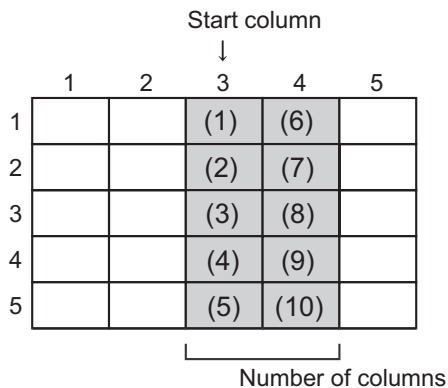 Start column
↓
1 2 3 4 5
1 (1) (6)
2 (2) (7)
3 (3) (8)
4 (4) (9)
5 (5) (10)
Number of columns